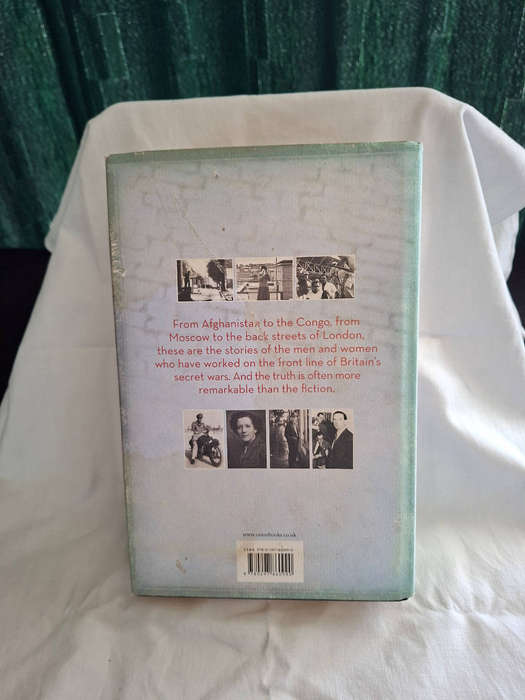 From Afghanistan to the Congo, from
Moscow to the back streets of London,
these are the stories of the men and women
who have worked on the front line of Britain's
secret wars. And the truth is often more
remarkable than the fiction.
ISBN